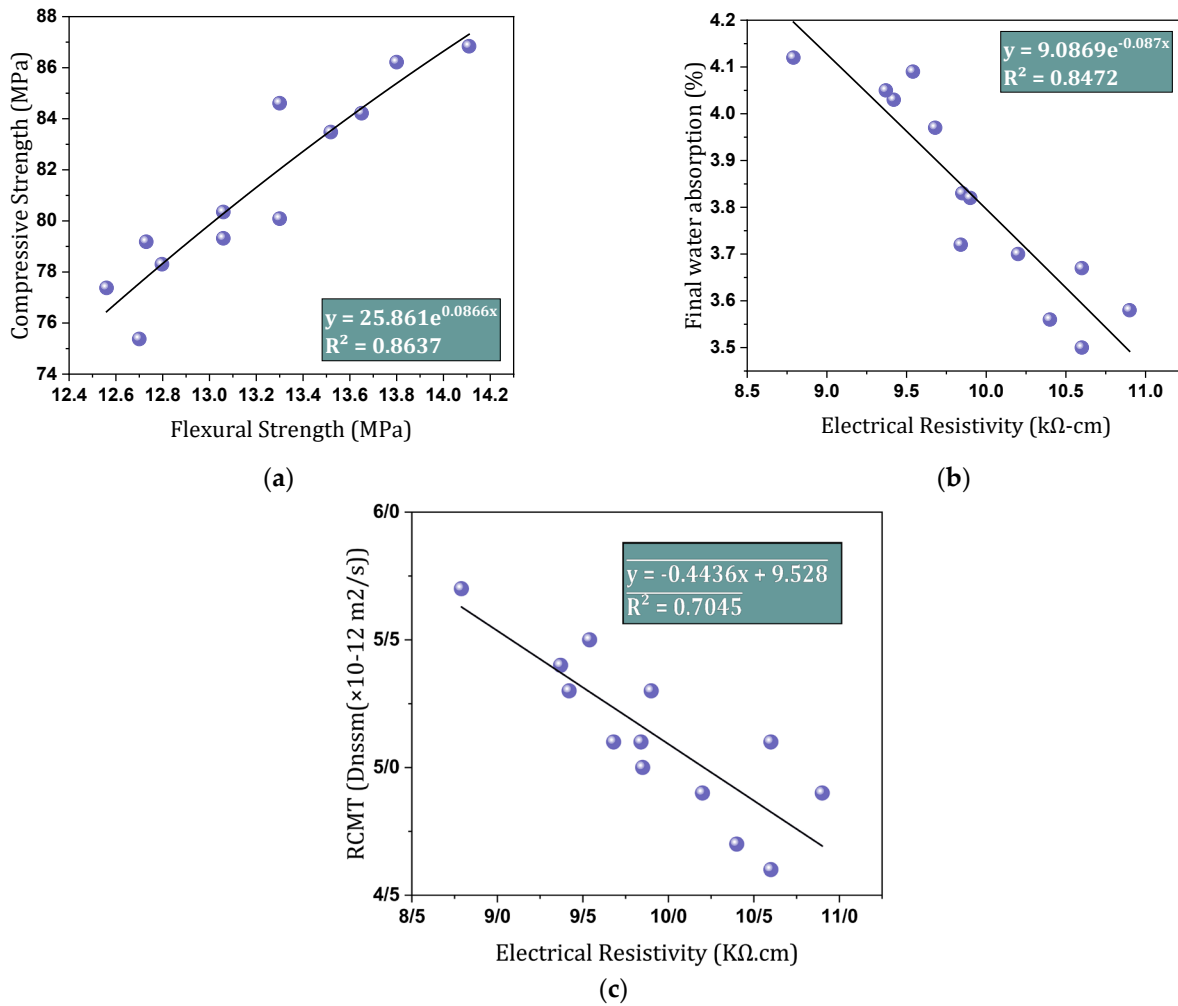 88
86
84
82
80
78
76
74
Compressive Strength (MPa)
y = 25.861e^0.0866x
R² = 0.8637
12.4 12.6 12.8 13.0 13.2 13.4 13.6 13.8 14.0 14.2
Flexural Strength (MPa)
(a)
4.2
4.1
4.0
3.9
3.8
3.7
3.6
3.5
Final water absorption (%)
y = 9.0869e^-0.087x
R² = 0.8472
8.5 9.0 9.5 10.0 10.5 11.0
Electrical Resistivity (kΩ-cm)
(b)
6/0
5/5
5/0
4/5
RCMT (Dnssm(×10-12 m2/s))
y = -0.4436x + 9.528
R² = 0.7045
8/5 9/0 9/5 10/0 10/5 11/0
Electrical Resistivity (KΩ.cm)
(c)